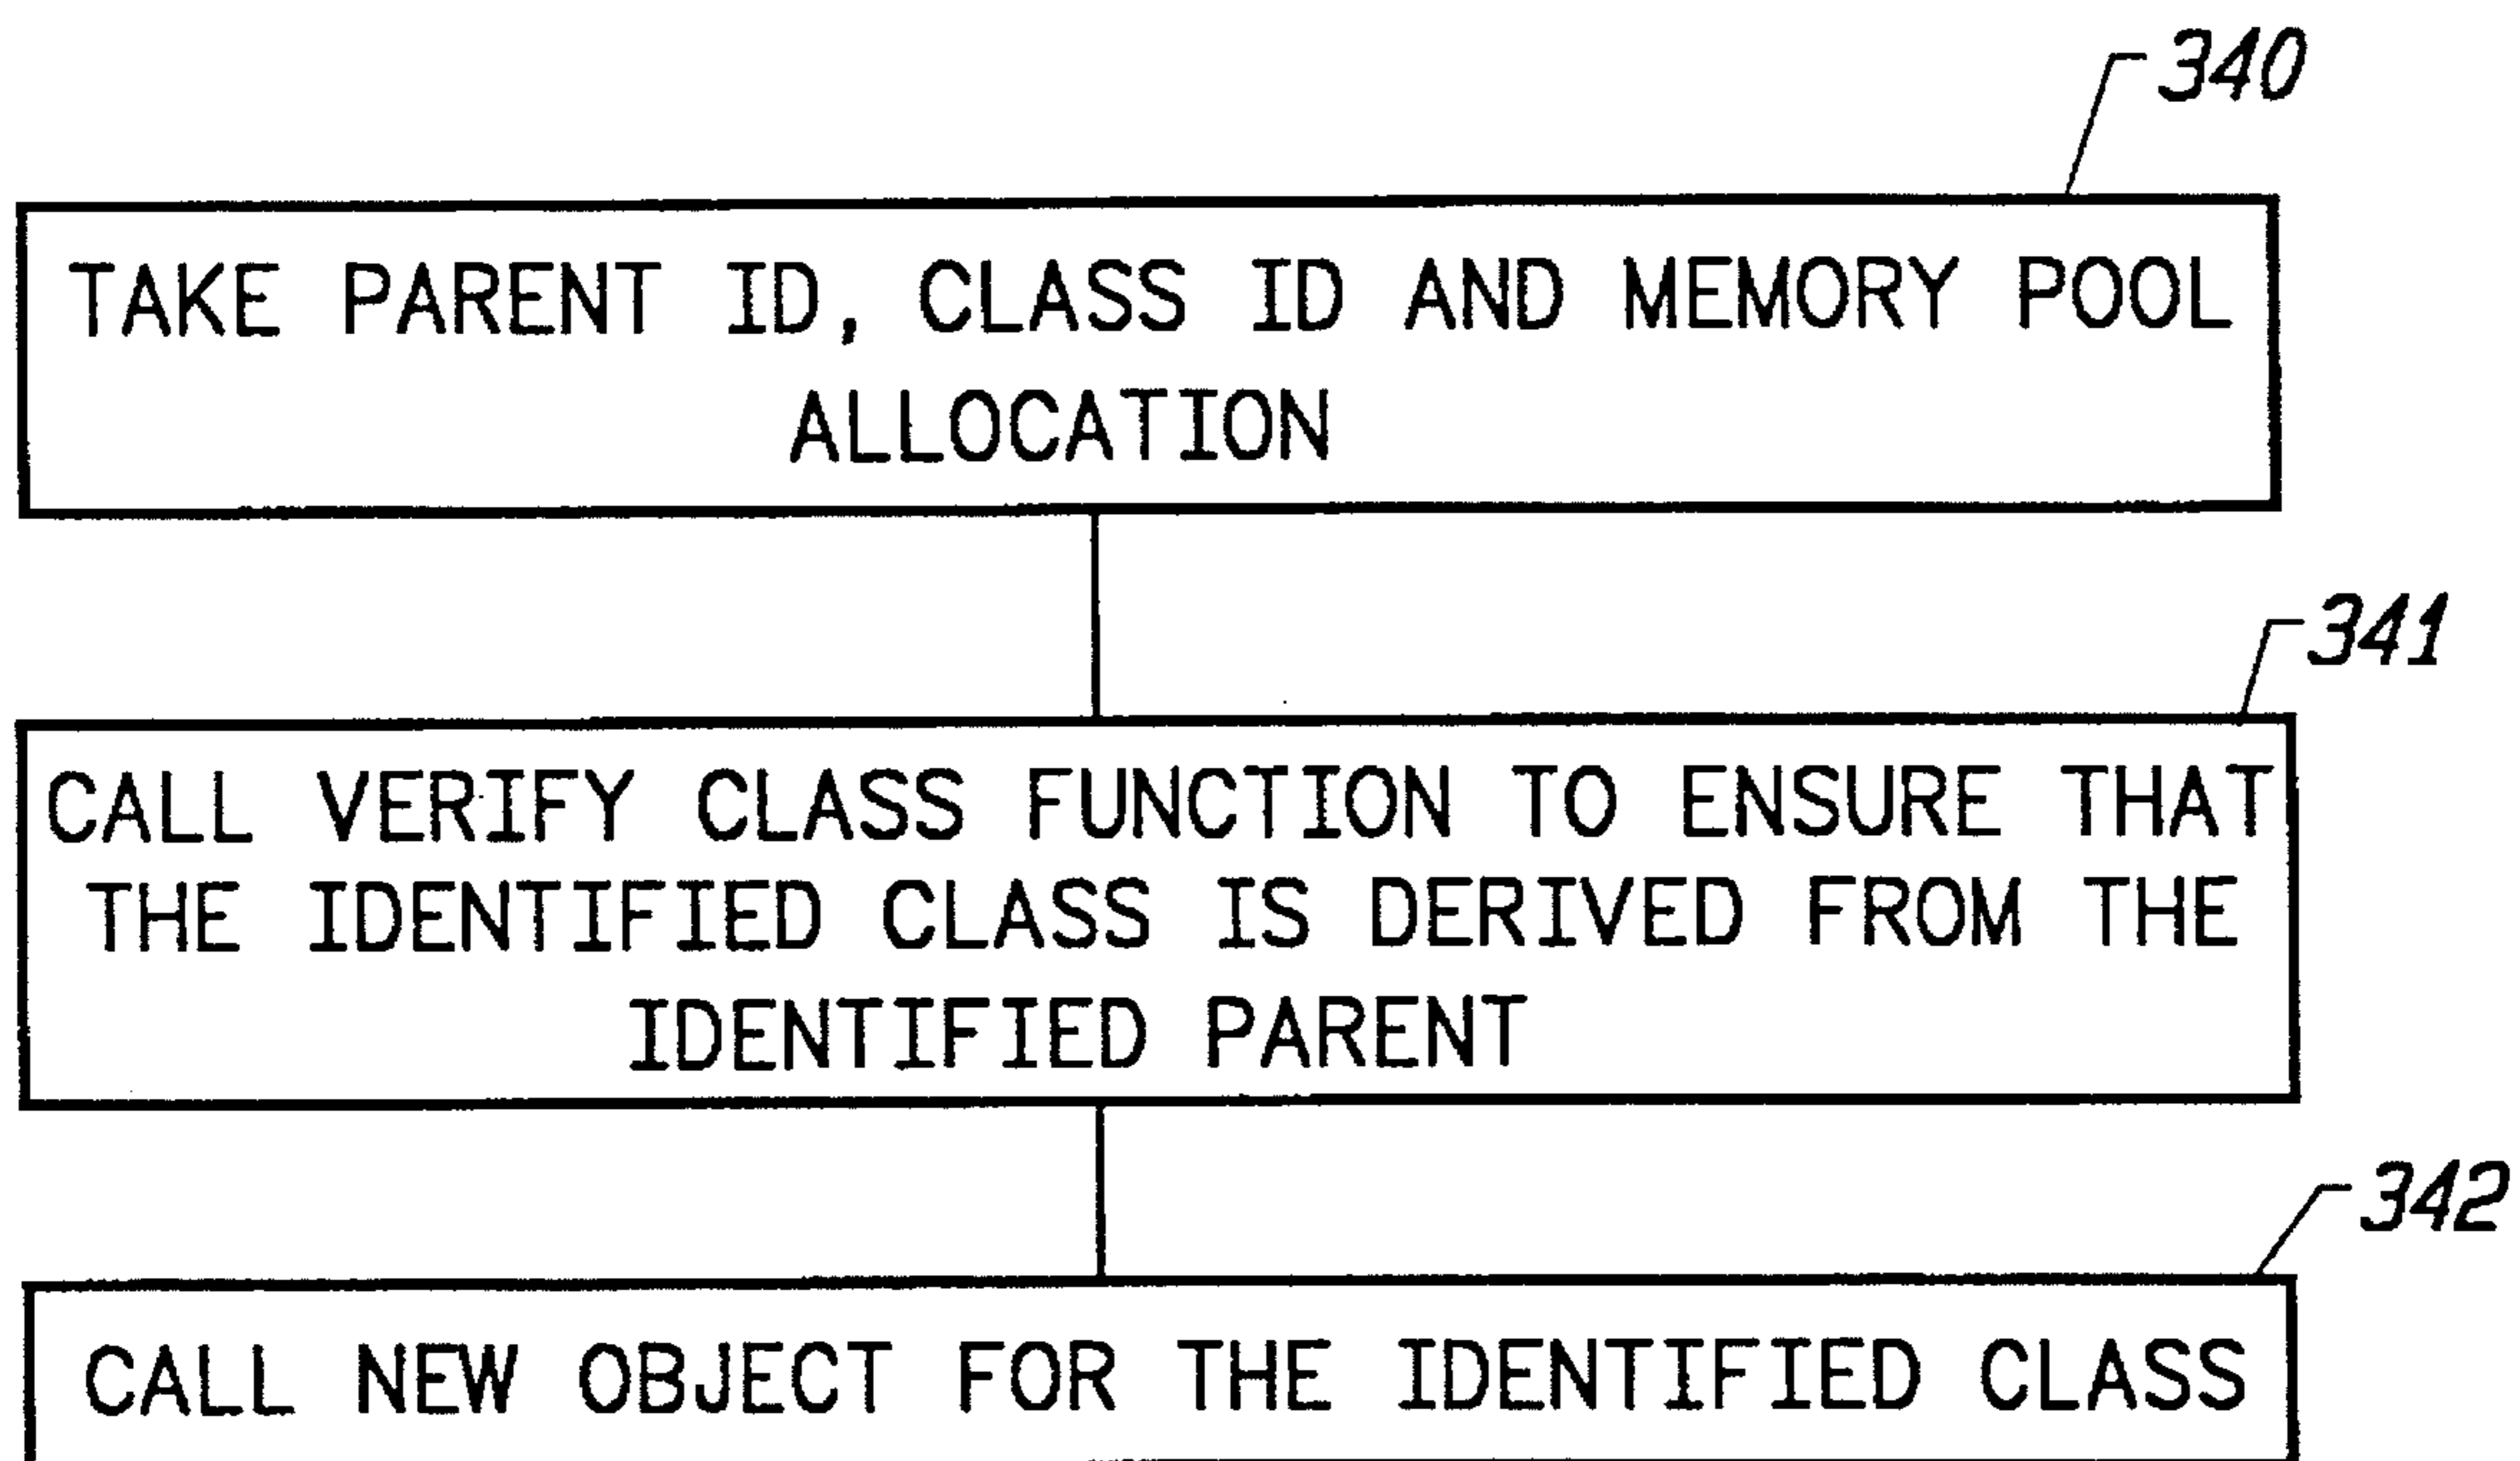 340
TAKE PARENT ID, CLASS ID AND MEMORY POOL
ALLOCATION
341
CALL VERIFY CLASS FUNCTION TO ENSURE THAT
THE IDENTIFIED CLASS IS DERIVED FROM THE
IDENTIFIED PARENT
342
CALL NEW OBJECT FOR THE IDENTIFIED CLASS